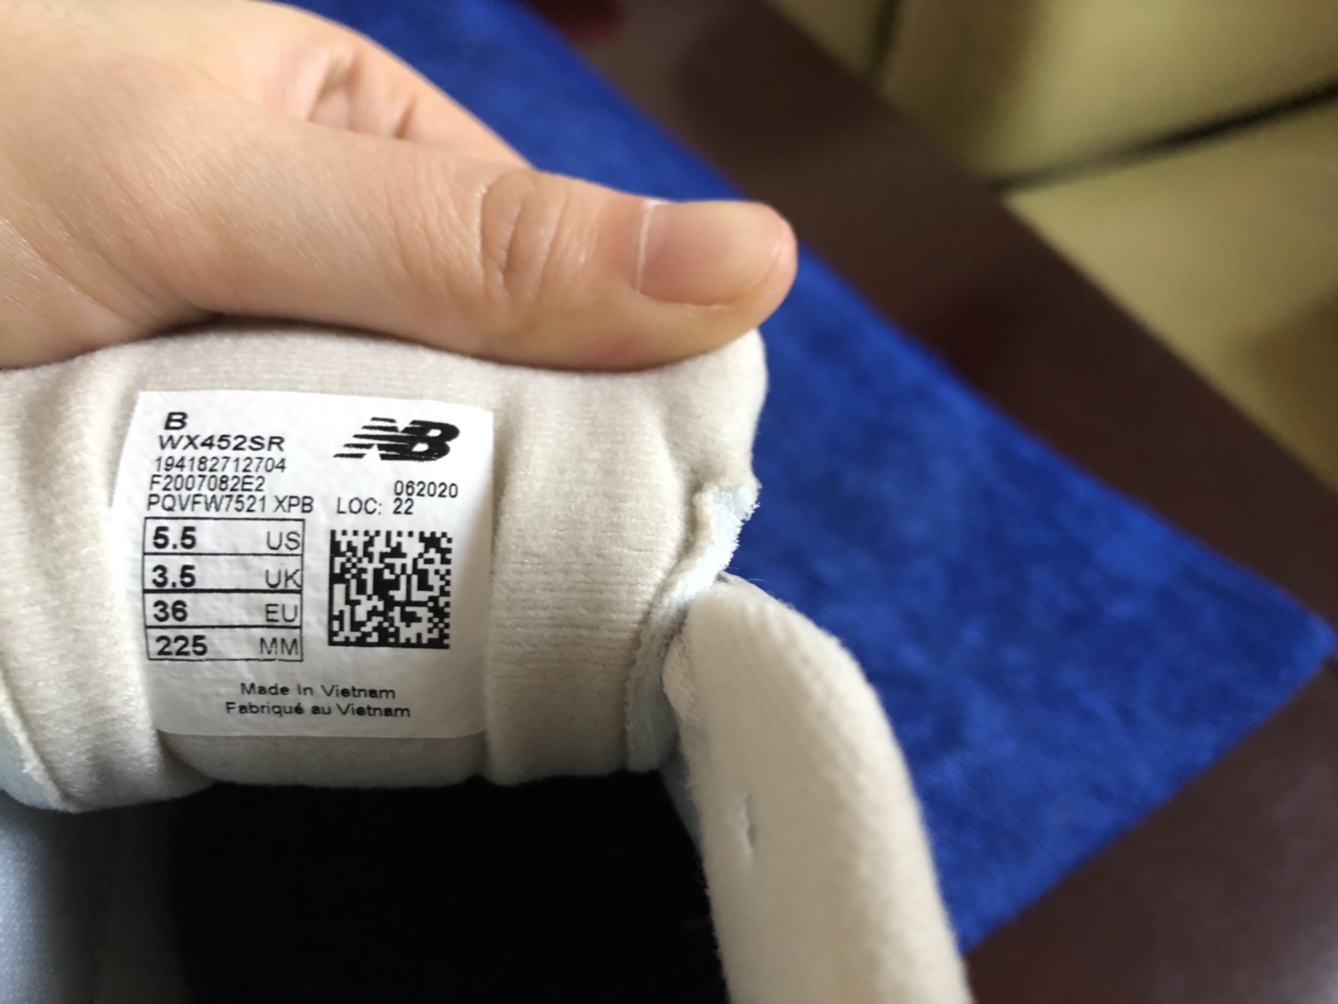 B
WX452SR
NB
194182712704
F2007082E2
062020
PQVFW7521 XPB
LOC: 22
5.5 US
3.5 UK
36 EU
225 MM
Made In Vietnam
Fabriqué au Vietnam